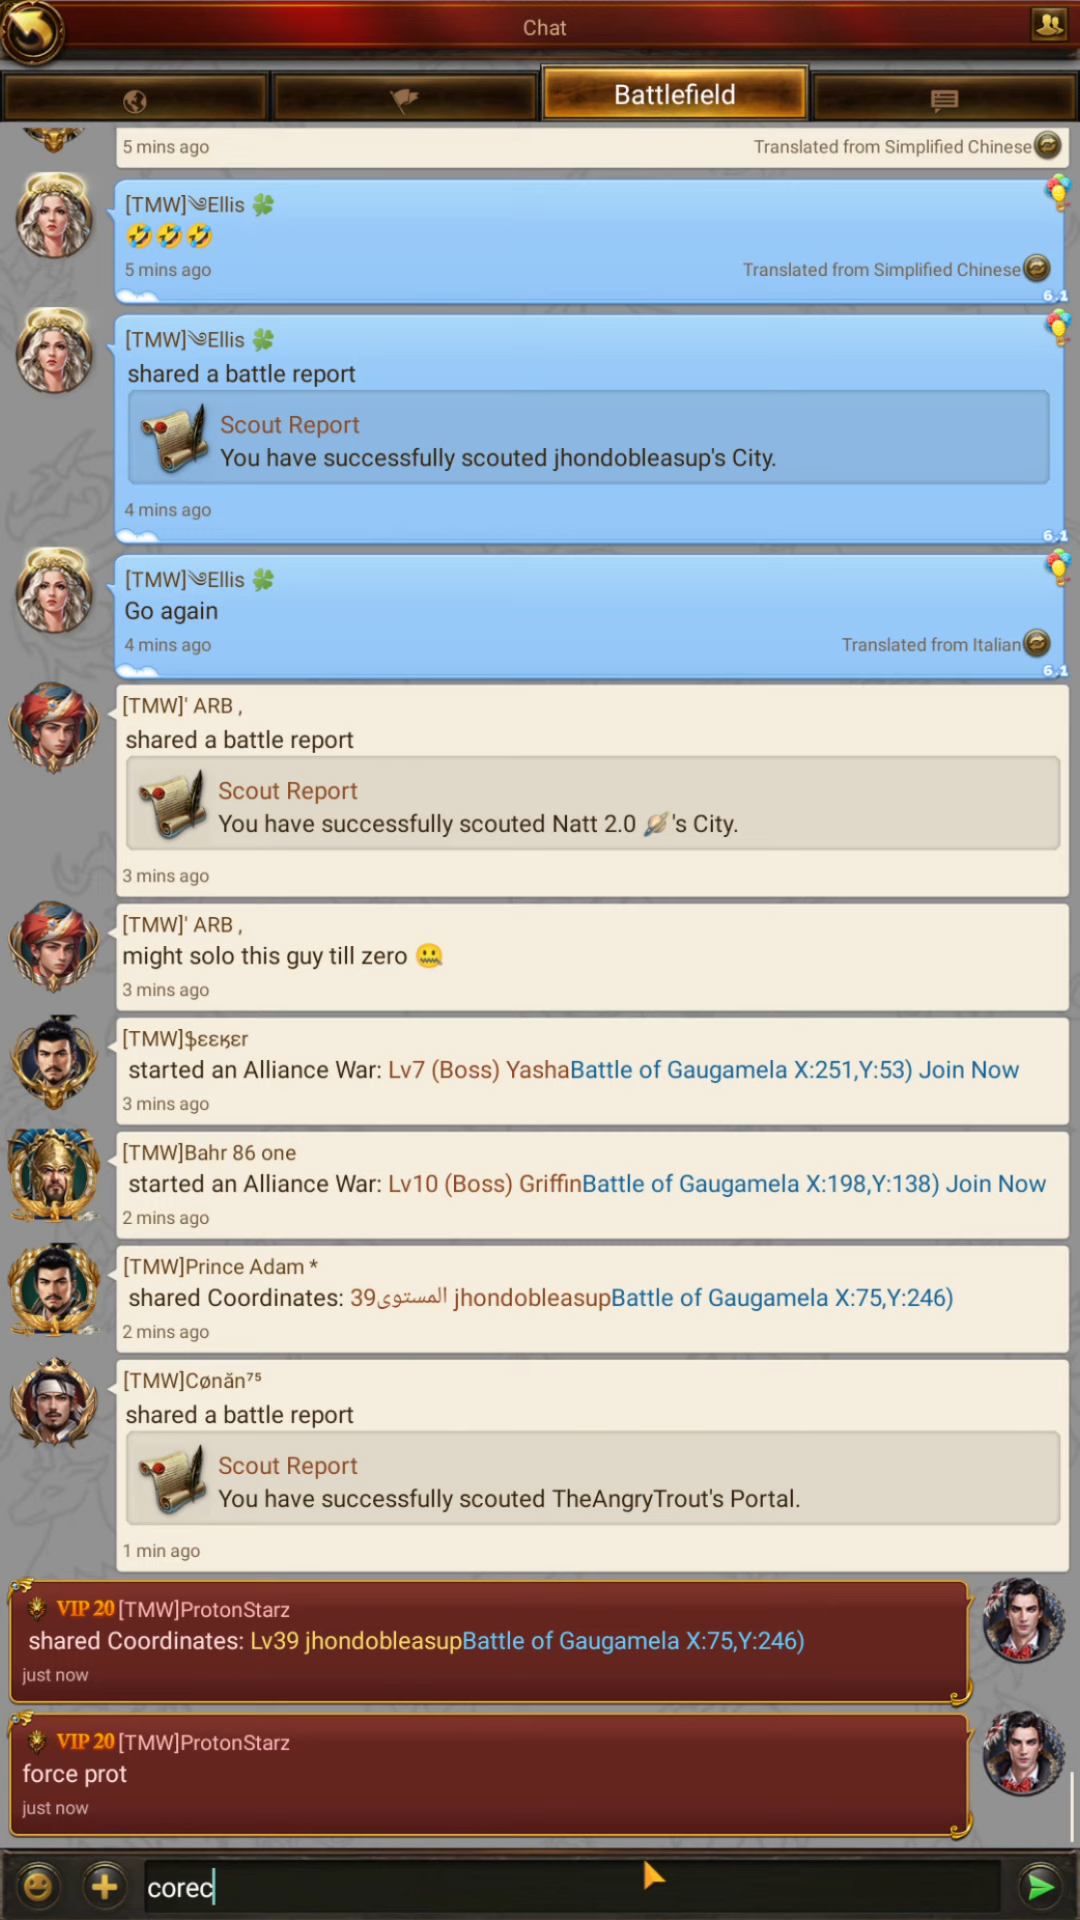 Chat
Battlefield
5 mins ago
Translated from Simplified Chinese
[TMW]༄Ellis 🍀
🤣🤣🤣
5 mins ago
Translated from Simplified Chinese
6.1
[TMW]༄Ellis 🍀
shared a battle report
Scout Report
You have successfully scouted jhondobleasup's City.
4 mins ago
6.1
[TMW]༄Ellis 🍀
Go again
4 mins ago
Translated from Italian
6.1
[TMW]' ARB ,
shared a battle report
Scout Report
You have successfully scouted Natt 2.0 🪐's City.
3 mins ago
[TMW]' ARB ,
might solo this guy till zero 🤐
3 mins ago
[TMW]$εεӄεr
started an Alliance War: Lv7 (Boss) YashaBattle of Gaugamela X:251,Y:53) Join Now
3 mins ago
[TMW]Bahr 86 one
started an Alliance War: Lv10 (Boss) GriffinBattle of Gaugamela X:198,Y:138) Join Now
2 mins ago
[TMW]Prince Adam *
shared Coordinates: 39المستوى jhondobleasupBattle of Gaugamela X:75,Y:246)
2 mins ago
[TMW]Cønăn⁷⁵
shared a battle report
Scout Report
You have successfully scouted TheAngryTrout's Portal.
1 min ago
VIP 20 [TMW]ProtonStarz
shared Coordinates: Lv39 jhondobleasupBattle of Gaugamela X:75,Y:246)
just now
VIP 20 [TMW]ProtonStarz
force prot
just now
corec